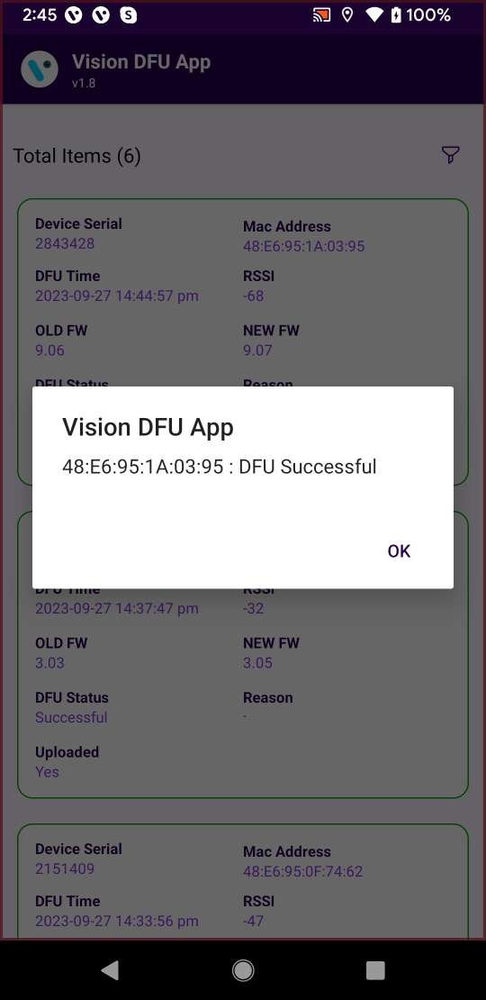 2:45
100%
Vision DFU App
v1.8
Total Items (6)
Device Serial Mac Address
2843428 48:E6:95:1A:03:95
DFU Time RSSI
2023-09-27 14:44:57 pm -68
OLD FW NEW FW
9.06 9.07
DFU Status Reason
Vision DFU App
48:E6:95:1A:03:95 : DFU Successful
OK
DFU Time RSSI
2023-09-27 14:37:47 pm -32
OLD FW NEW FW
3.03 3.05
DFU Status Reason
Successful -
Uploaded
Yes
Device Serial Mac Address
2151409 48:E6:95:0F:74:62
DFU Time RSSI
2023-09-27 14:33:56 pm -47